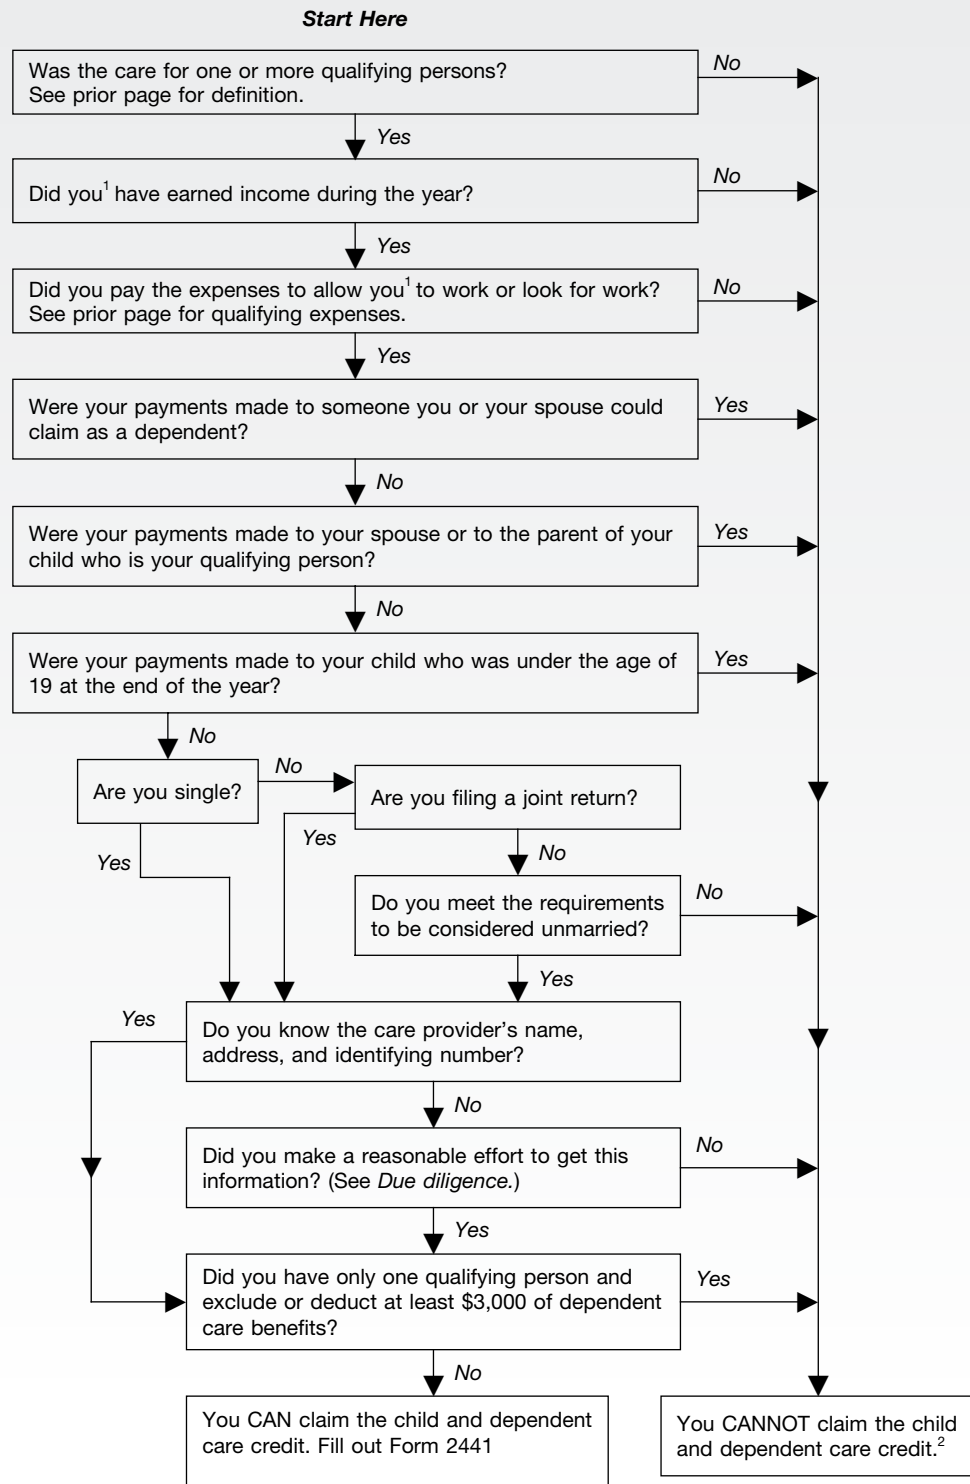 Start Here
Was the care for one or more qualifying persons?
See prior page for definition.
No
Yes
Did you¹ have earned income during the year?
No
Yes
Did you pay the expenses to allow you¹ to work or look for work?
See prior page for qualifying expenses.
No
Yes
Were your payments made to someone you or your spouse could
claim as a dependent?
Yes
No
Were your payments made to your spouse or to the parent of your
child who is your qualifying person?
Yes
No
Were your payments made to your child who was under the age of
19 at the end of the year?
Yes
No
Are you single?
No
Are you filing a joint return?
Yes
Yes
No
Do you meet the requirements
to be considered unmarried?
No
Yes
Yes
Do you know the care provider's name,
address, and identifying number?
No
Did you make a reasonable effort to get this
information? (See Due diligence.)
No
Yes
Did you have only one qualifying person and
exclude or deduct at least $3,000 of dependent
care benefits?
Yes
No
You CAN claim the child and dependent
care credit. Fill out Form 2441
You CANNOT claim the child
and dependent care credit.²